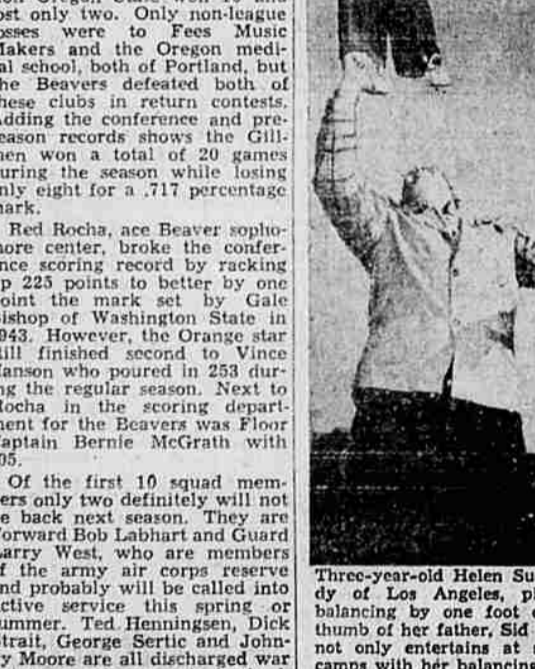 ost only two. Only non-league
osses were to Fees Music
Makers and the Oregon medi-
al school, both of Portland, but
he Beavers defeated both of
hese clubs in return contests.
Adding the conference and pre-
eason records shows the Gill-
men won a total of 20 games
uring the season while losing
nly eight for a .717 percentage
mark.
Red Rocha, ace Beaver sopho-
more center, broke the confer-
nce scoring record by racking
p 225 points to better by one
oint the mark set by Gale
ishop of Washington State in
943. However, the Orange star
till finished second to Vince
Hanson who poured in 253 dur-
ng the regular season. Next to
Rocha in the scoring depart-
ment for the Beavers was Floor
Captain Bernie McGrath with
05.
Of the first 10 squad mem-
ers only two definitely will not
e back next season. They are
Forward Bob Labhart and Guard
Larry West, who are members
f the army air corps reserve
nd probably will be called into
ctive service this spring or
ummer. Ted Henningsen, Dick
Strait, George Sertic and John-
y Moore are all discharged war
Three-year-old Helen Su
dy of Los Angeles, pl
balancing by one foot
thumb of her father, Sid
not only entertains at
camps with her balancing